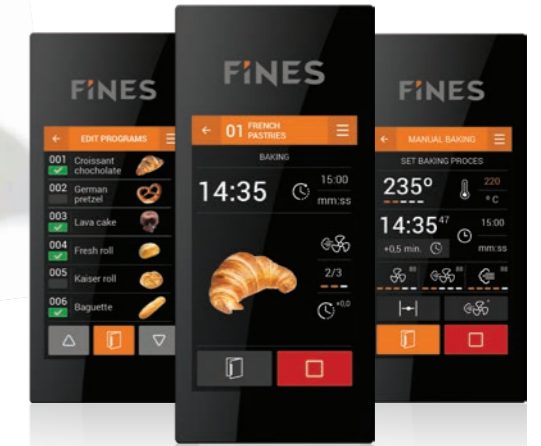 FINES
EDIT PROGRAMS
001 Croissant
chocholate
002 German
pretzel
003 Lava cake
004 Fresh roll
005 Kaiser roll
006 Baguette
FINES
01 FRENCH
PASTRIES
BAKING
14:35
15:00
mm:ss
2/3
+0,0
FINES
MANUAL BAKING
SET BAKING PROCES
235°
220
°C
14:35 47
15:00
+0,5 min.
mm:ss